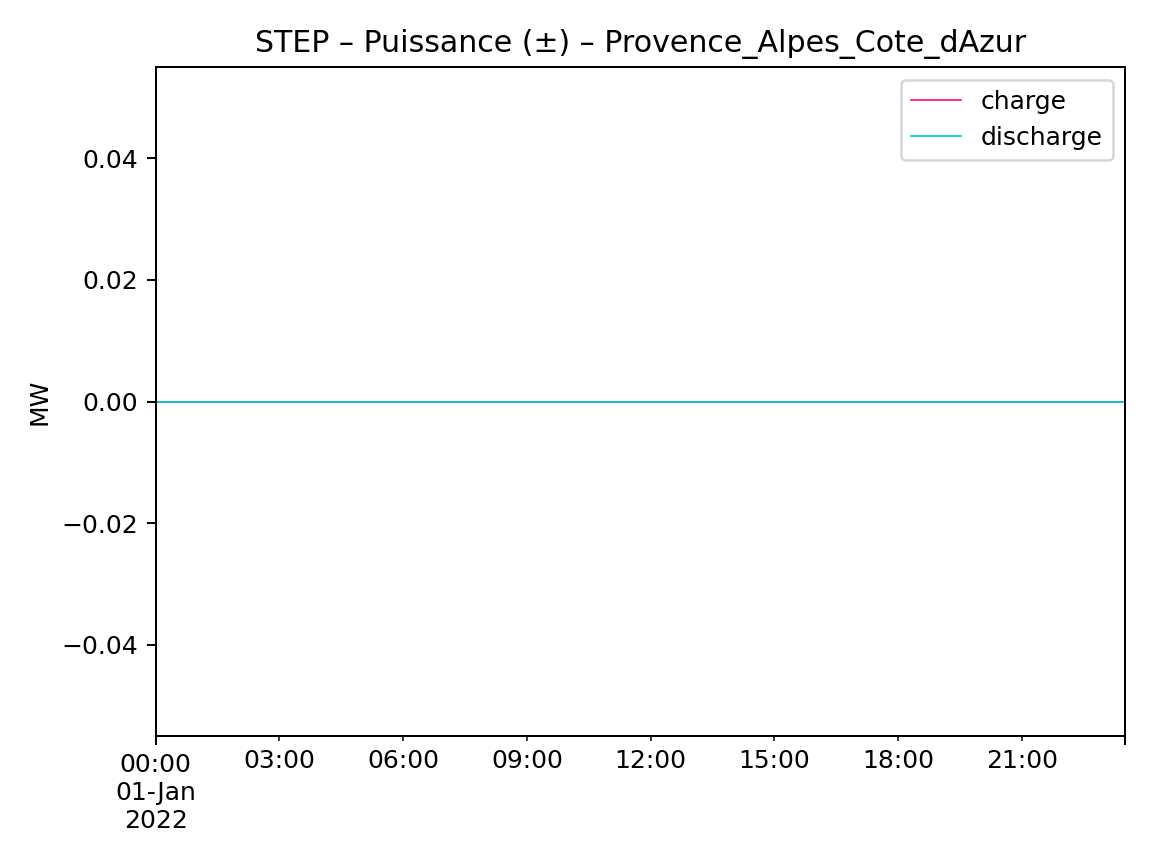 STEP – Puissance (±) – Provence_Alpes_Cote_dAzur
charge
discharge
0.04
0.02
0.00
−0.02
−0.04
MW
00:00
01-Jan
2022
03:00
06:00
09:00
12:00
15:00
18:00
21:00